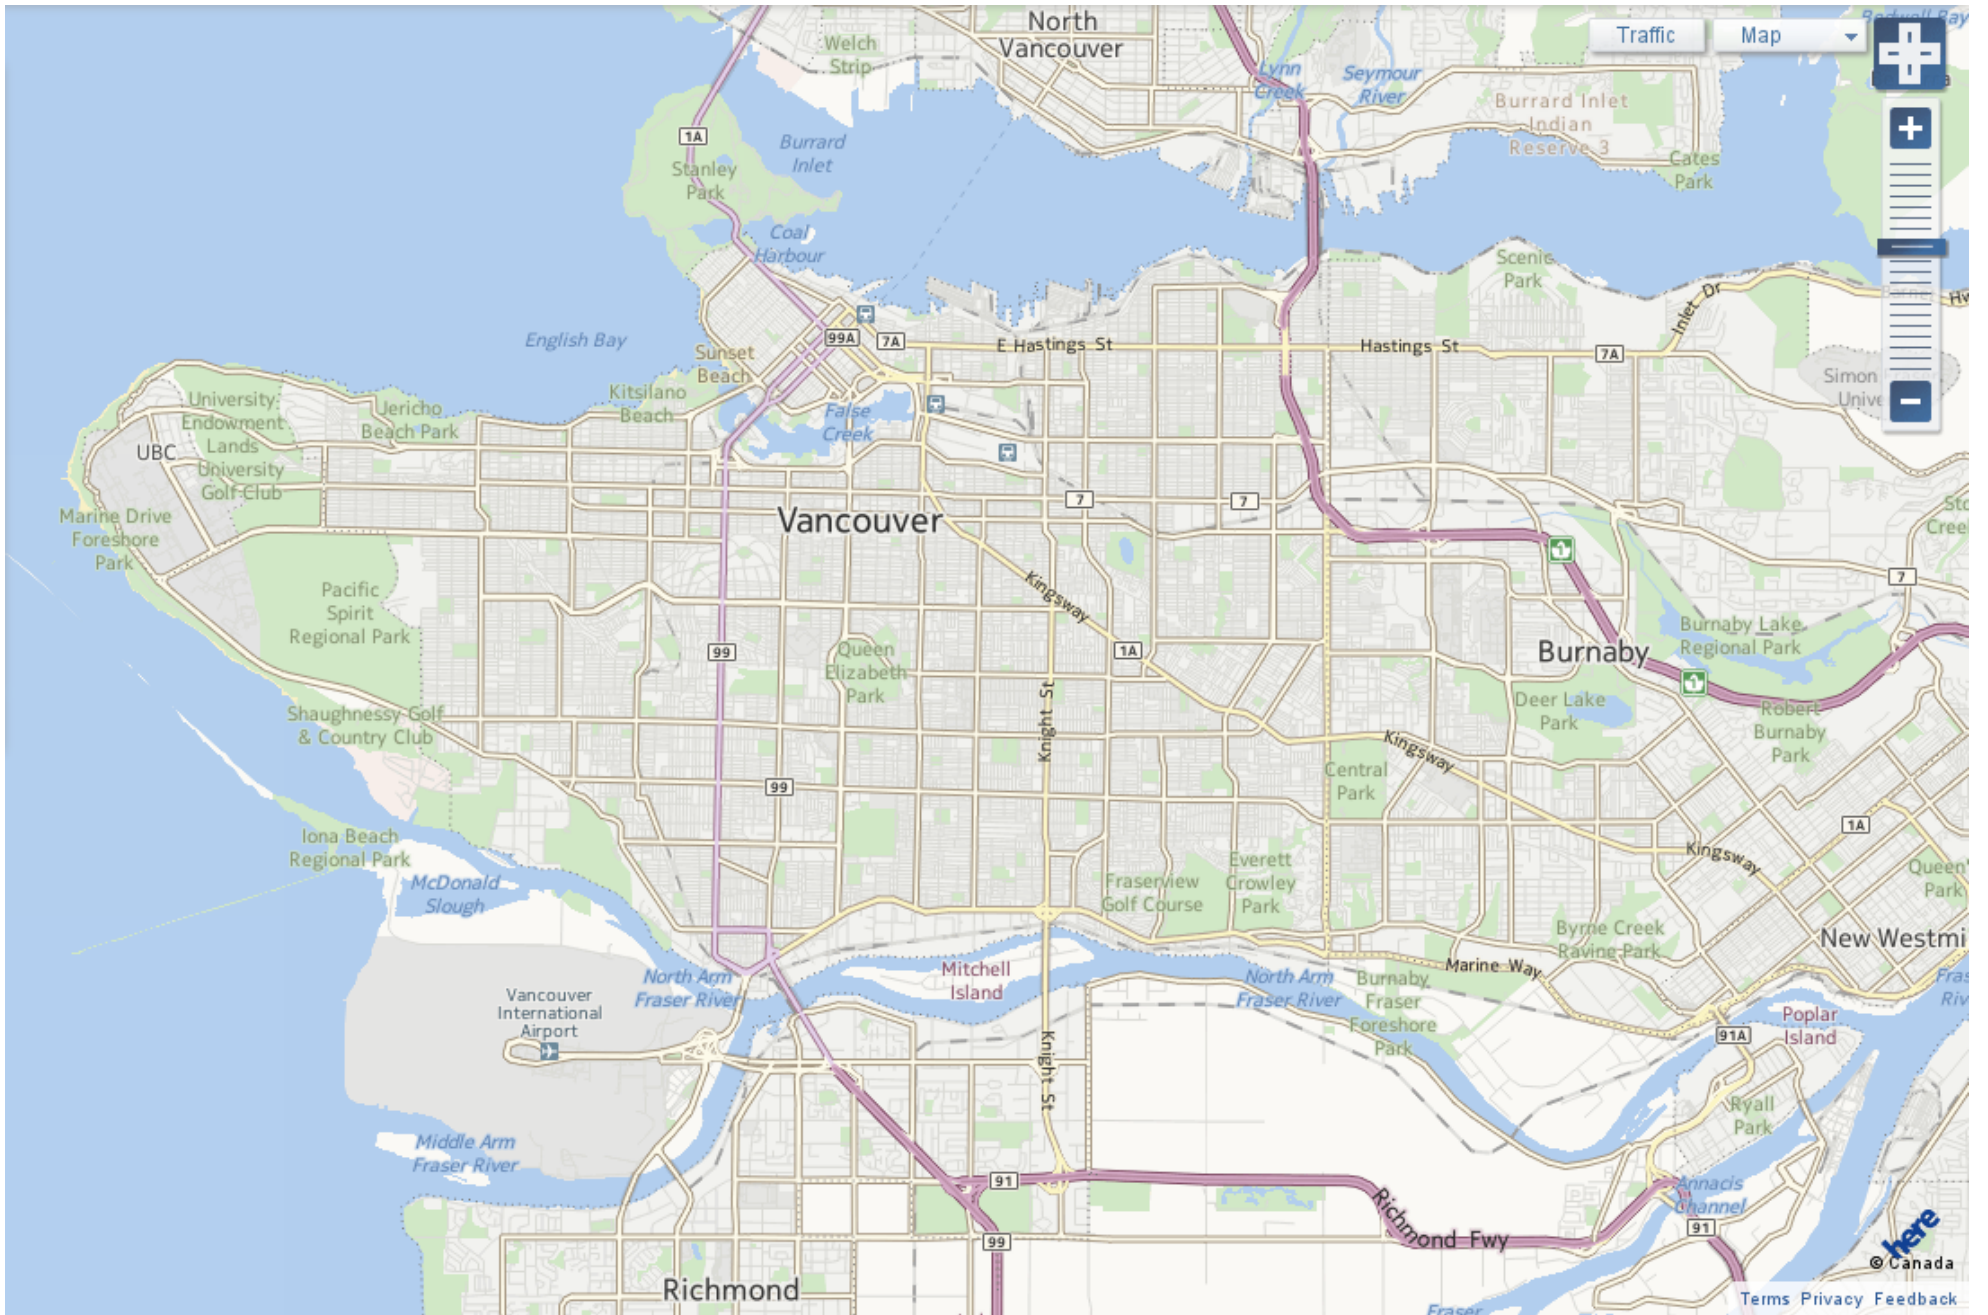 North
Vancouver
Welch
Strip
Traffic
Map
Lynn
Creek
Seymour
River
Burrard Inlet
Indian
Reserve 3
Cates
Park
1A
Stanley
Park
Burrard
Inlet
Coal
Harbour
Scenic
Park
Inlet Dr
English Bay
Sunset
Beach
99A
7A
E Hastings St
Hastings St
7A
Simon
University
Endowment
Lands
University
Golf Club
Jericho
Beach Park
Kitsilano
Beach
False
Creek
UBC
Marine Drive
Foreshore
Park
Vancouver
7
7
1
7
Pacific
Spirit
Regional Park
Kingsway
99
Queen
Elizabeth
Park
1A
Burnaby
Burnaby Lake
Regional Park
1
Deer Lake
Park
Robert
Burnaby
Park
Shaughnessy Golf
& Country Club
Knight St
Kingsway
99
Central
Park
1A
Iona Beach
Regional Park
Kingsway
McDonald
Slough
Fraserview
Golf Course
Everett
Crowley
Park
Queen's
Park
Byrne Creek
Ravine Park
New Westmi
North Arm
Fraser River
Mitchell
Island
North Arm
Fraser River
Marine Way
Burnaby
Fraser
Foreshore
Park
Vancouver
International
Airport
Poplar
Island
91A
Knight St
Ryall
Park
Middle Arm
Fraser River
91
Richmond Fwy
Annacis
Channel
91
99
Richmond
here
© Canada
Terms Privacy Feedback
Fraser